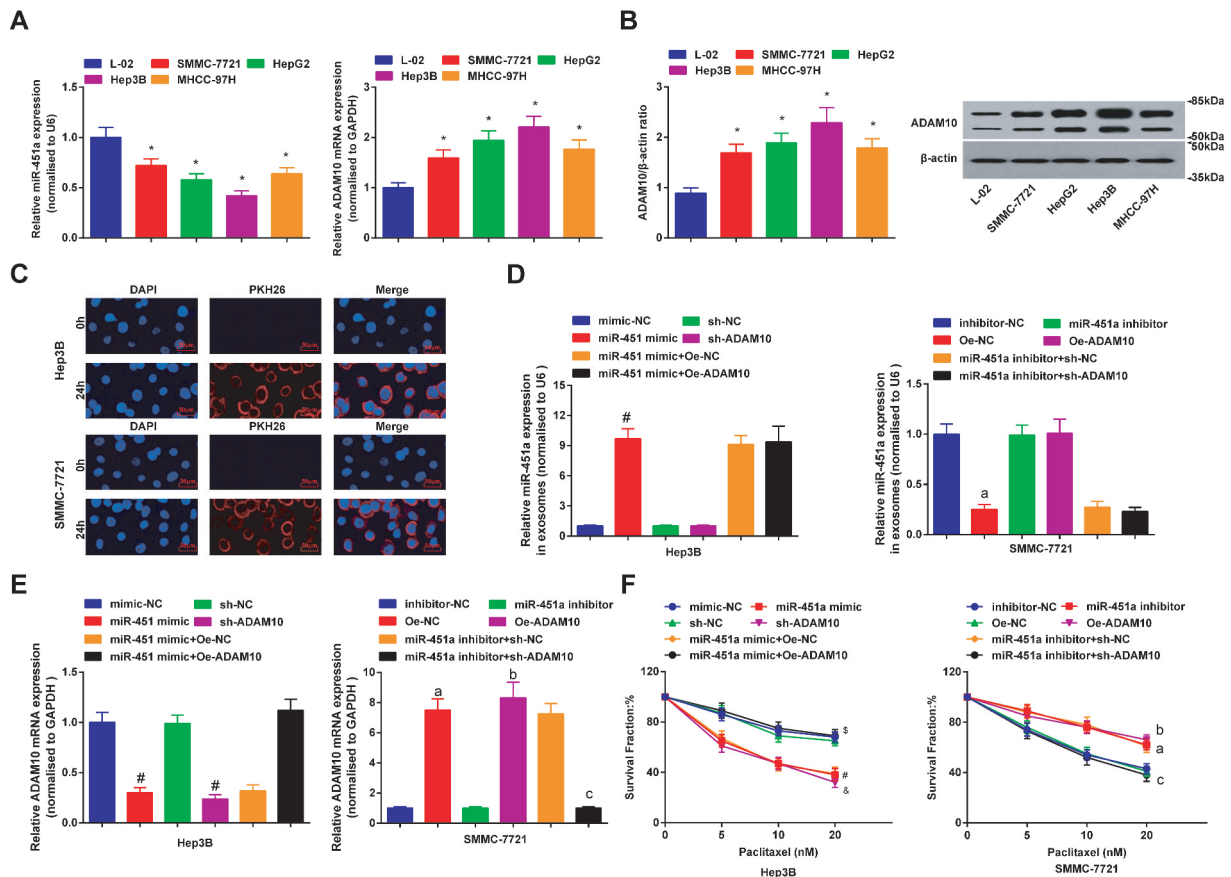 A
L-02 SMMC-7721 HepG2
Hep3B MHCC-97H
Relative miR-451a expression
(normalised to U6)
1.5
1.0
0.5
0.0
* * * *
L-02 SMMC-7721 HepG2
Hep3B MHCC-97H
Relative ADAM10 mRNA expression
(normalised to GAPDH)
3
2
1
0
* * * *
B
L-02 SMMC-7721 HepG2
Hep3B MHCC-97H
ADAM10/β-actin ratio
3
2
1
0
* * * *
ADAM10
β-actin
-85kDa
-50kDa
-50kDa
-35kDa
L-02
SMMC-7721
HepG2
Hep3B
MHCC-97H
C
DAPI PKH26 Merge
Hep3B
0h
50μm 50μm 50μm
24h
50μm 50μm 50μm
DAPI PKH26 Merge
SMMC-7721
0h
50μm 50μm 50μm
24h
50μm 50μm 50μm
D
mimic-NC sh-NC
miR-451 mimic sh-ADAM10
miR-451 mimic+Oe-NC
miR-451 mimic+Oe-ADAM10
Relative miR-451a expression
in exosomes (normalised to U6 )
15
12
9
6
3
0
#
Hep3B
inhibitor-NC miR-451a inhibitor
Oe-NC Oe-ADAM10
miR-451a inhibitor+sh-NC
miR-451a inhibitor+sh-ADAM10
Relative miR-451a expression
in exosomes (normalised to U6 )
1.5
1.0
0.5
0.0
a
SMMC-7721
E
mimic-NC sh-NC
miR-451 mimic sh-ADAM10
miR-451 mimic+Oe-NC
miR-451 mimic+Oe-ADAM10
Relative ADAM10 mRNA expression
(normalised to GAPDH )
1.5
1.0
0.5
0.0
# #
Hep3B
inhibitor-NC miR-451a inhibitor
Oe-NC Oe-ADAM10
miR-451a inhibitor+sh-NC
miR-451a inhibitor+sh-ADAM10
Relative ADAM10 mRNA expression
(normalised to GAPDH )
10
8
6
4
2
0
a b c
SMMC-7721
F
mimic-NC miR-451a mimic
sh-NC sh-ADAM10
miR-451a mimic+Oe-NC
miR-451a mimic+Oe-ADAM10
Survival Fraction:%
120
80
40
0
$
#
&
0 5 10 20
Paclitaxel (nM)
Hep3B
inhibitor-NC miR-451a inhibitor
Oe-NC Oe-ADAM10
miR-451a inhibitor+sh-NC
miR-451a inhibitor+sh-ADAM10
Survival Fraction:%
120
80
40
0
b
a
c
0 5 10 20
Paclitaxel (nM)
SMMC-7721